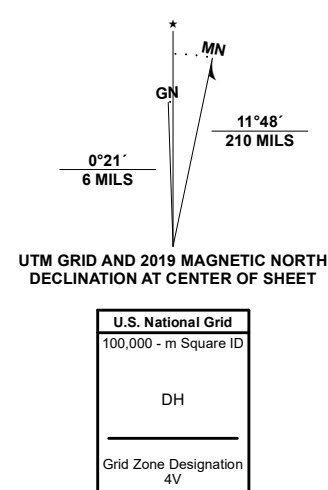 ★
MN
GN
11°48´
210 MILS
0°21´
6 MILS
UTM GRID AND 2019 MAGNETIC NORTH
DECLINATION AT CENTER OF SHEET
U.S. National Grid
100,000 - m Square ID
DH
Grid Zone Designation
4V